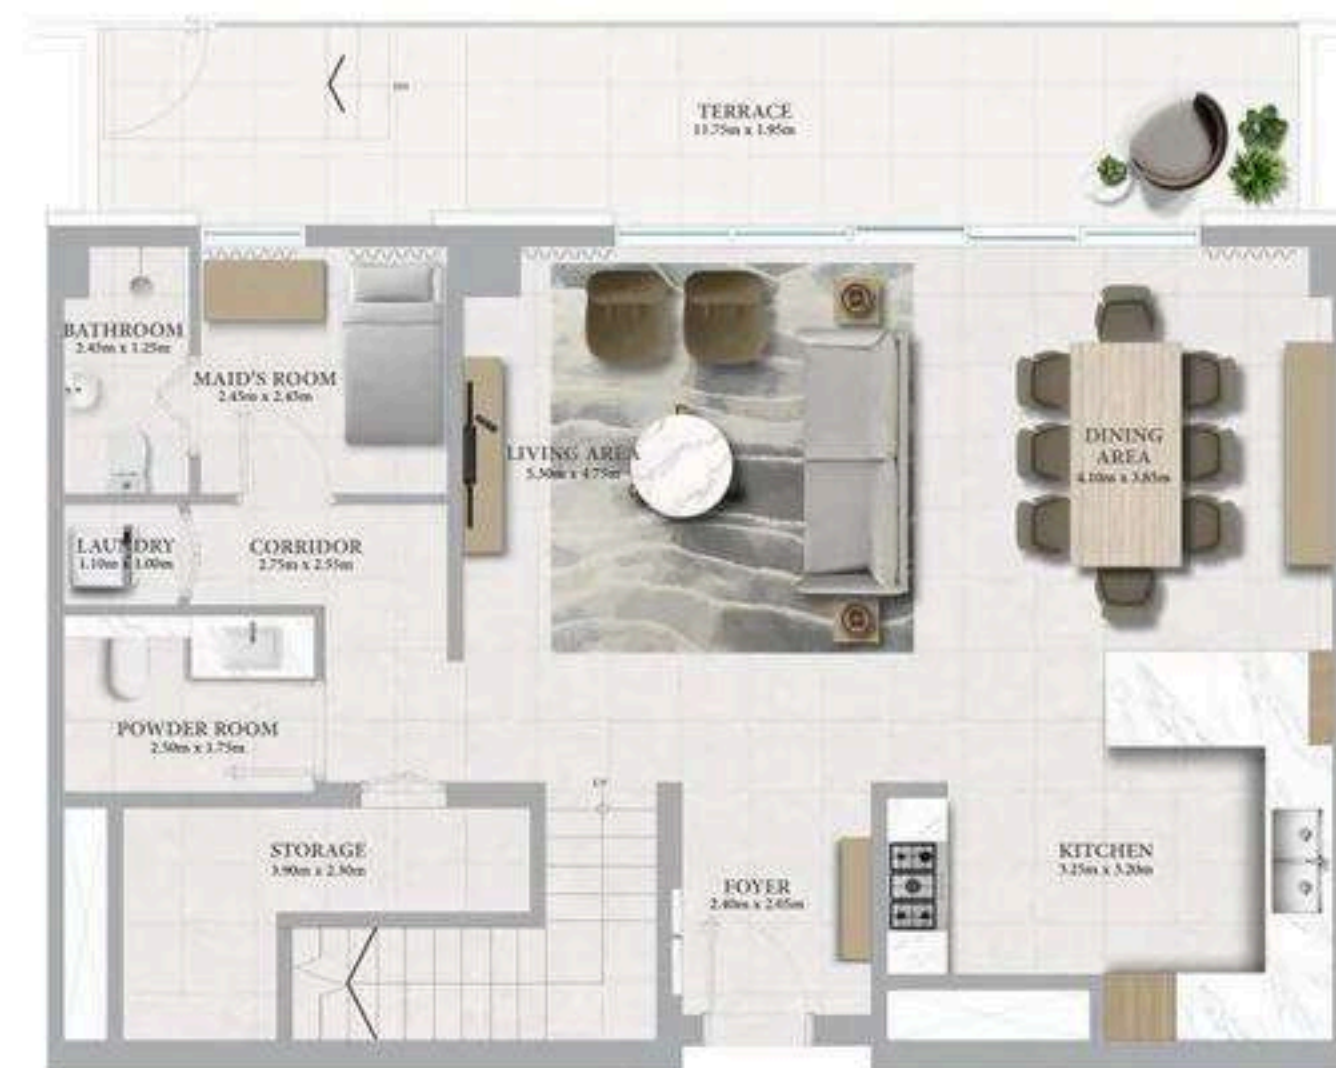 TERRACE
11.75m x 1.95m
BATHROOM
2.45m x 1.25m
MAID'S ROOM
2.45m x 2.45m
LIVING AREA
5.50m x 4.75m
DINING
AREA
4.10m x 3.85m
LAUNDRY
1.10m x 1.00m
CORRIDOR
2.75m x 2.55m
POWDER ROOM
2.50m x 1.75m
UP
STORAGE
3.90m x 2.30m
FOYER
2.40m x 2.05m
KITCHEN
3.25m x 3.20m